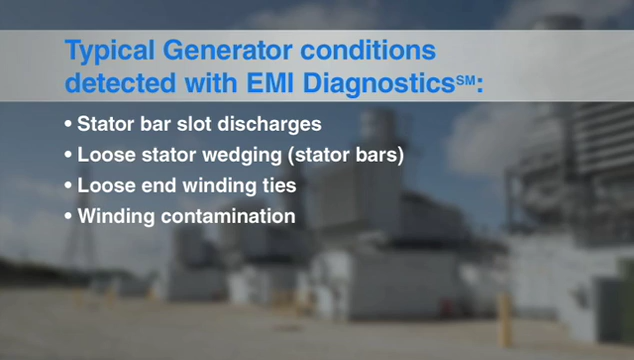 Typical Generator conditions
detected with EMI Diagnostics℠:
• Stator bar slot discharges
• Loose stator wedging (stator bars)
• Loose end winding ties
• Winding contamination